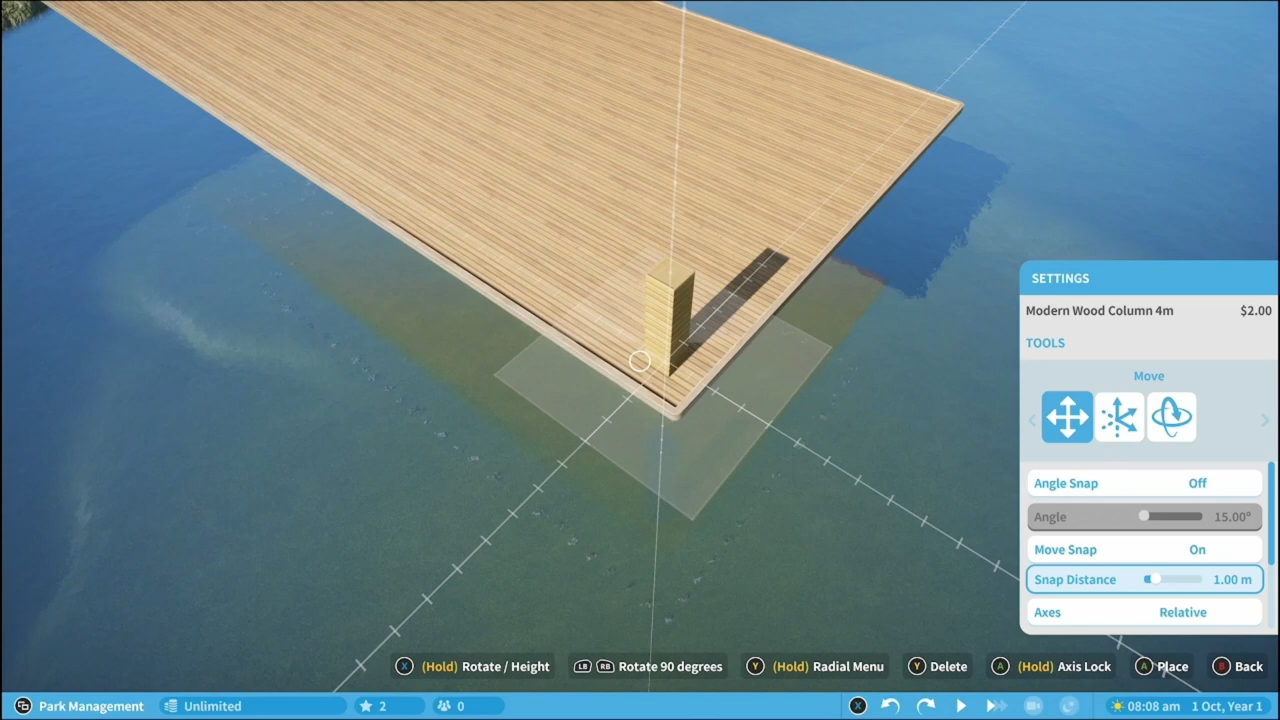 SETTINGS
Modern Wood Column 4m $2.00
TOOLS
Move
Angle Snap Off
Angle 15.00°
Move Snap On
Snap Distance 1.00 m
Axes Relative
X (Hold) Rotate / Height LB RB Rotate 90 degrees Y (Hold) Radial Menu Y Delete A (Hold) Axis Lock A Place B Back
Park Management Unlimited 2 0 X 08:08 am 1 Oct, Year 1